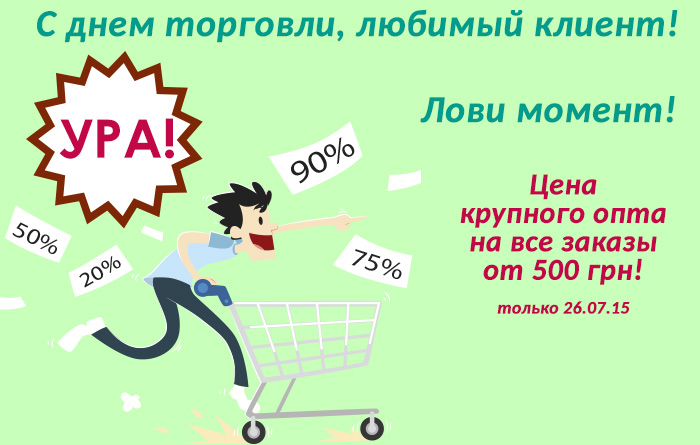 С днем торговли, любимый клиент!
УРА!
Лови момент!
90%
Цена
крупного опта
на все заказы
от 500 грн!
50%
20%
75%
только 26.07.15